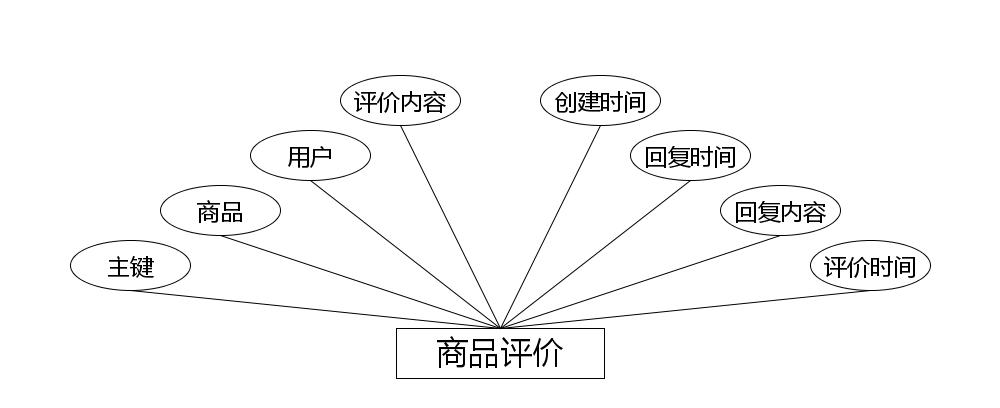 评价内容
创建时间
用户
回复时间
商品
回复内容
主键
评价时间
商品评价